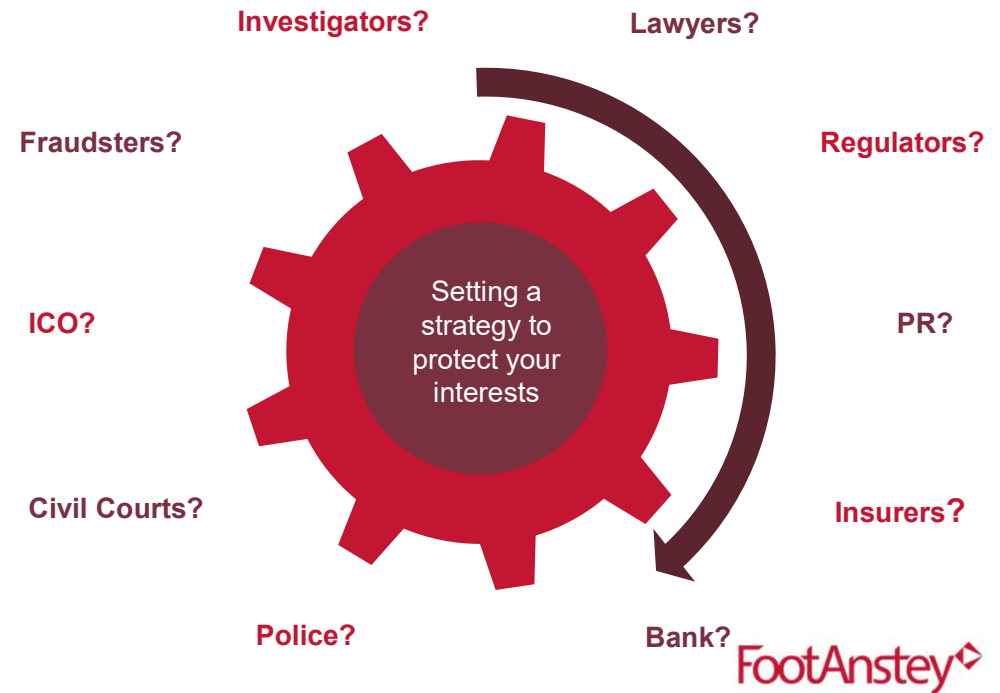 Investigators?
Lawyers?
Fraudsters?
Regulators?
Setting a
strategy to
protect your
interests
ICO?
PR?
Civil Courts?
Insurers?
Police?
Bank?
FootAnstey